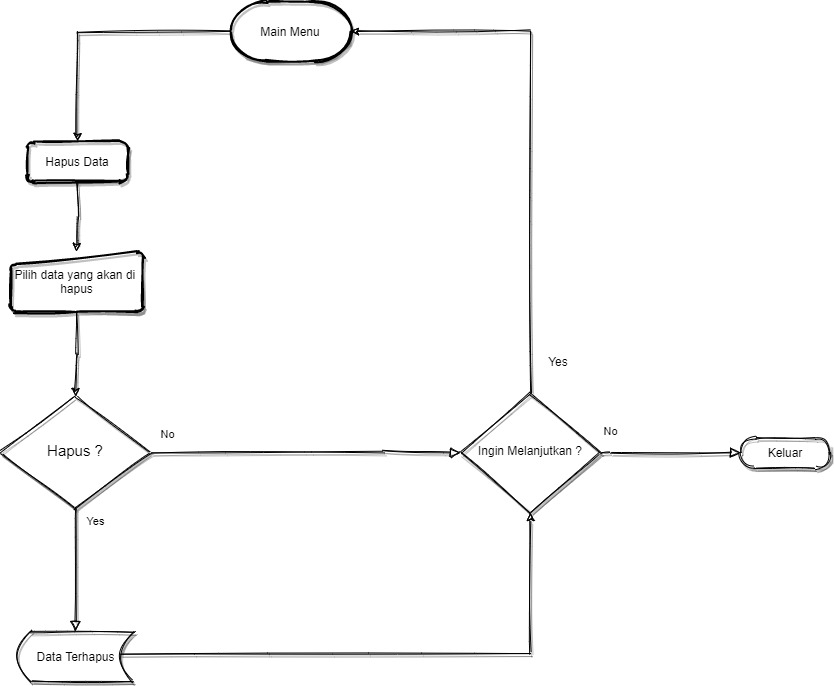 Main Menu
Hapus Data
Pilih data yang akan di
hapus
Yes
No
No
Hapus ?
Ingin Melanjutkan ?
Keluar
Yes
Data Terhapus